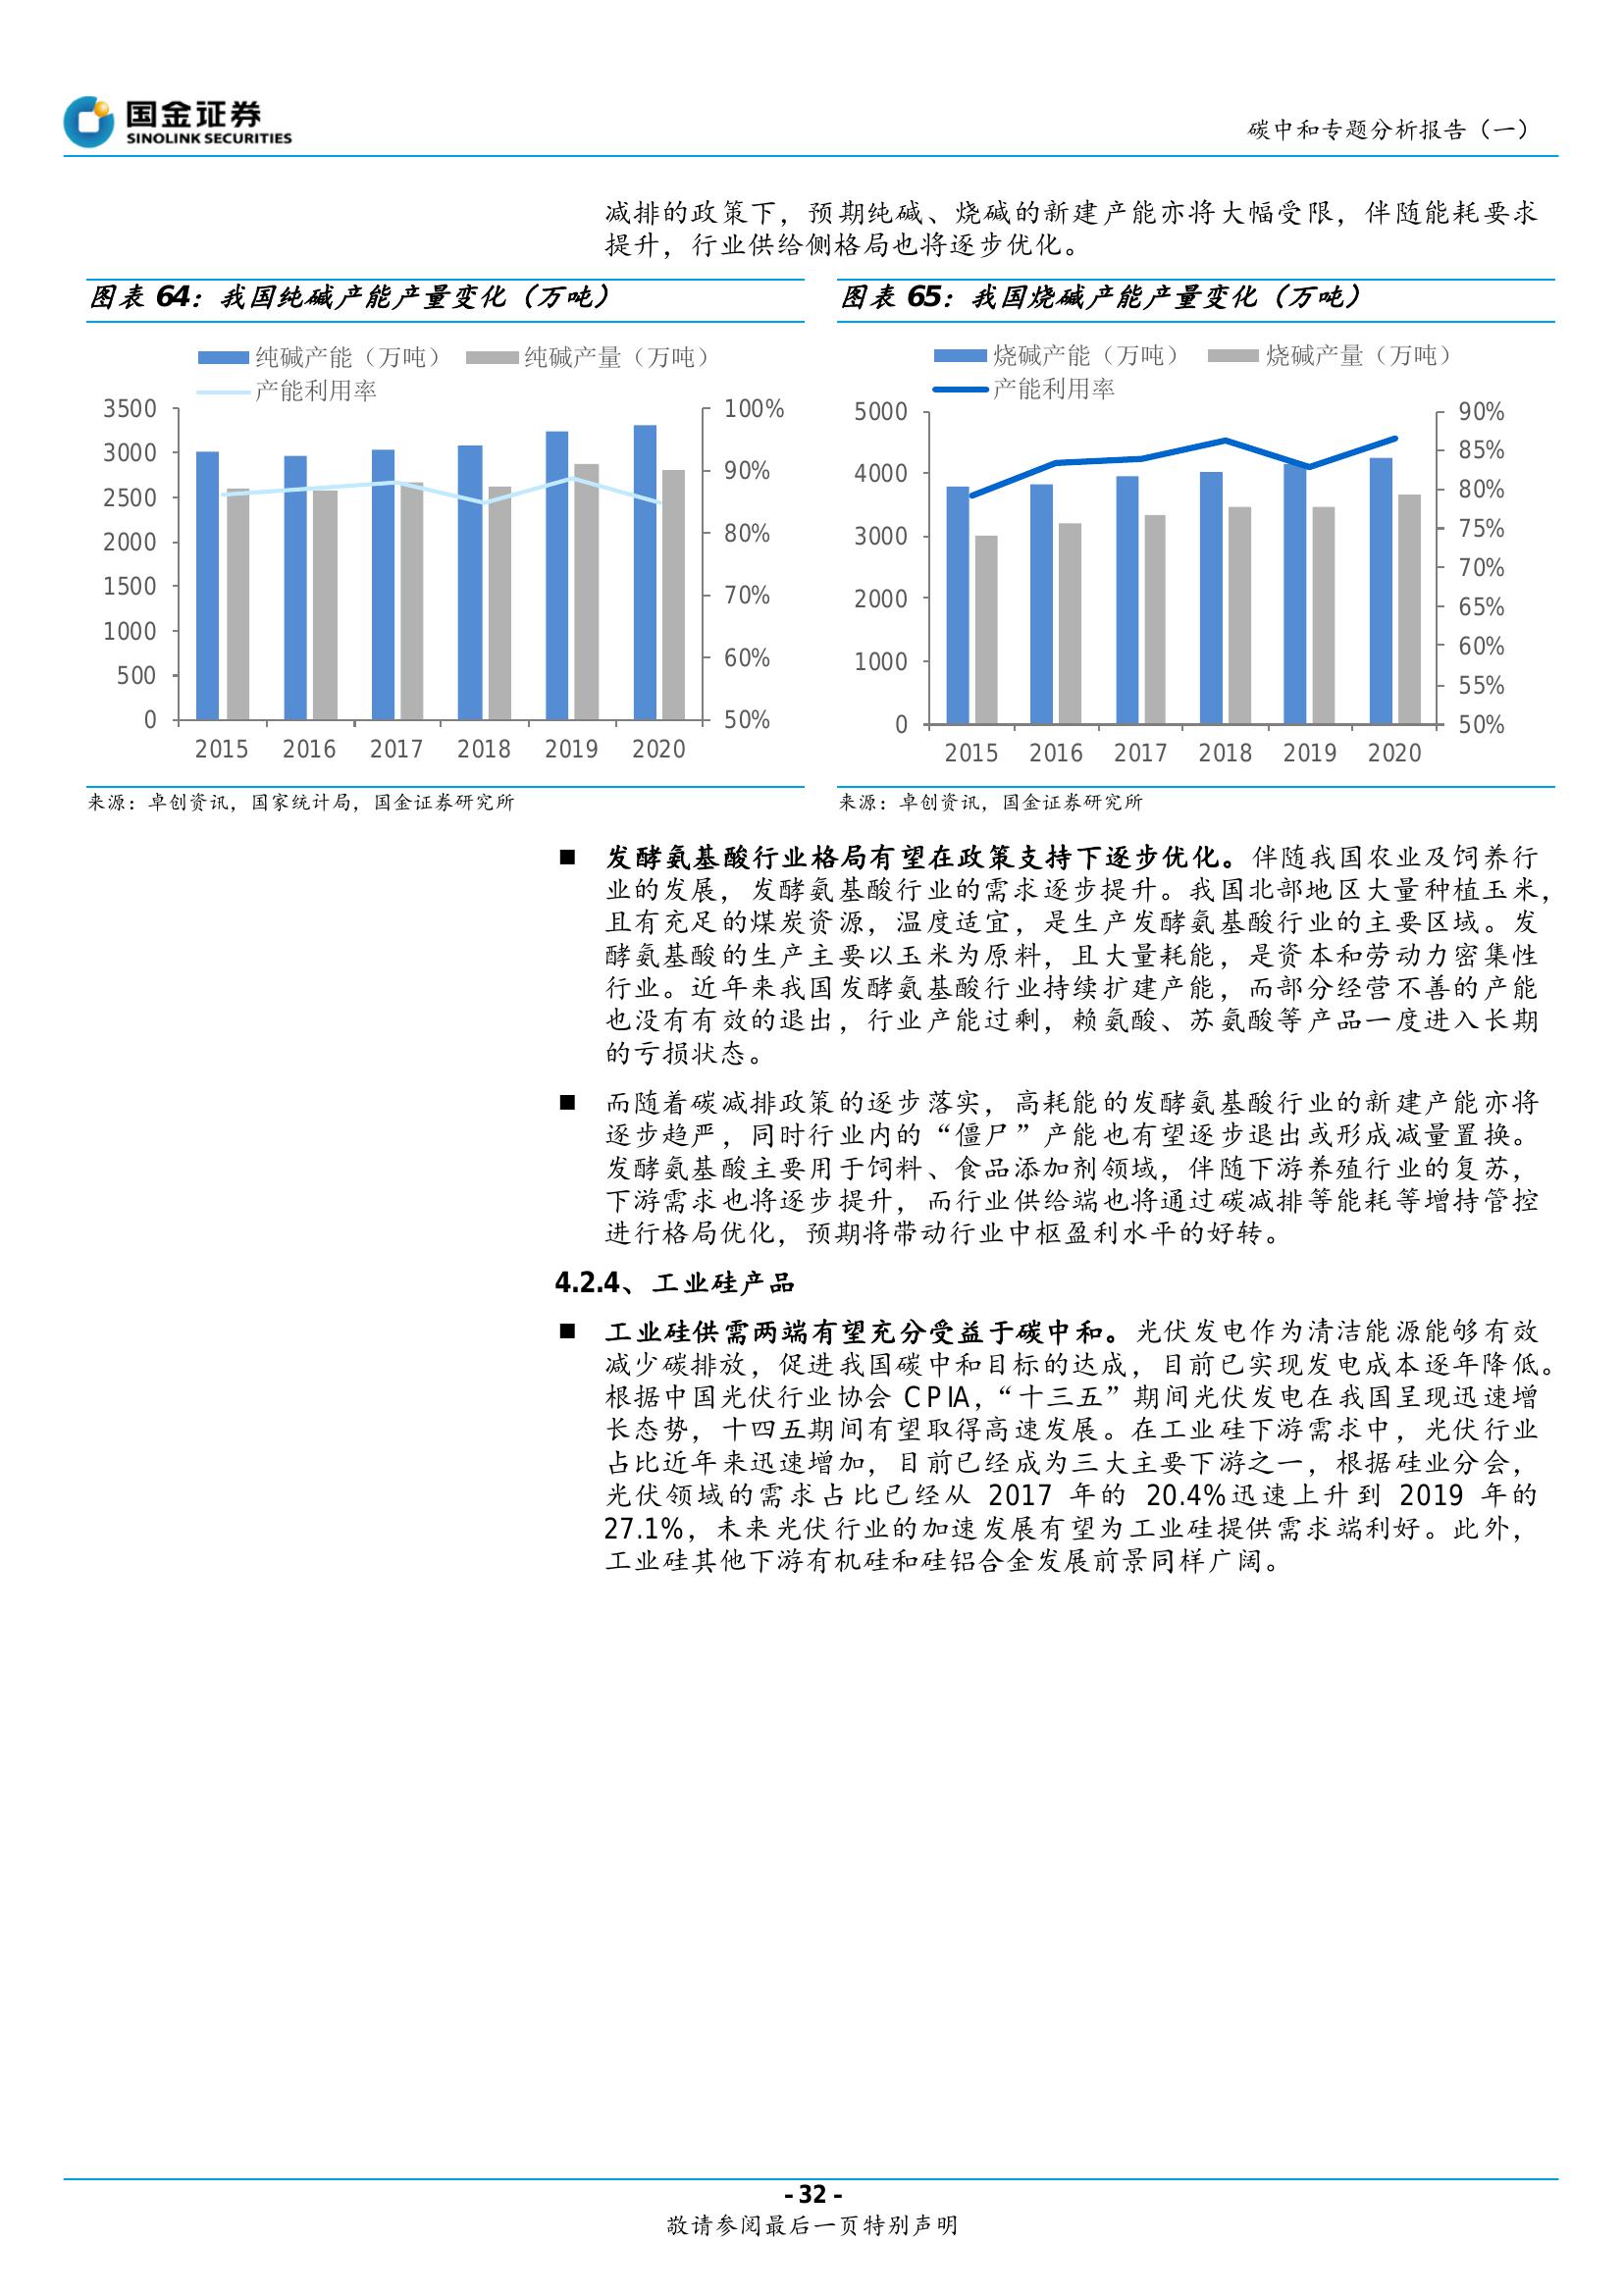 国金证券
SINOLINK SECURITIES
碳中和专题分析报告（一）
减排的政策下，预期纯碱、烧碱的新建产能亦将大幅受限，伴随能耗要求
提升，行业供给侧格局也将逐步优化。
图表 64：我国纯碱产能产量变化（万吨）
纯碱产能（万吨） 纯碱产量（万吨）
产能利用率
3500
3000
2500
2000
1500
1000
500
0
100%
90%
80%
70%
60%
50%
2015 2016 2017 2018 2019 2020
来源：卓创资讯，国家统计局，国金证券研究所
图表 65：我国烧碱产能产量变化（万吨）
烧碱产能（万吨） 烧碱产量（万吨）
产能利用率
5000
4000
3000
2000
1000
0
90%
85%
80%
75%
70%
65%
60%
55%
50%
2015 2016 2017 2018 2019 2020
来源：卓创资讯，国金证券研究所
■ 发酵氨基酸行业格局有望在政策支持下逐步优化。伴随我国农业及饲养行
业的发展，发酵氨基酸行业的需求逐步提升。我国北部地区大量种植玉米，
且有充足的煤炭资源，温度适宜，是生产发酵氨基酸行业的主要区域。发
酵氨基酸的生产主要以玉米为原料，且大量耗能，是资本和劳动力密集性
行业。近年来我国发酵氨基酸行业持续扩建产能，而部分经营不善的产能
也没有有效的退出，行业产能过剩，赖氨酸、苏氨酸等产品一度进入长期
的亏损状态。
■ 而随着碳减排政策的逐步落实，高耗能的发酵氨基酸行业的新建产能亦将
逐步趋严，同时行业内的“僵尸”产能也有望逐步退出或形成减量置换。
发酵氨基酸主要用于饲料、食品添加剂领域，伴随下游养殖行业的复苏，
下游需求也将逐步提升，而行业供给端也将通过碳减排等能耗等增持管控
进行格局优化，预期将带动行业中枢盈利水平的好转。
4.2.4、工业硅产品
■ 工业硅供需两端有望充分受益于碳中和。光伏发电作为清洁能源能够有效
减少碳排放，促进我国碳中和目标的达成，目前已实现发电成本逐年降低。
根据中国光伏行业协会 CPIA，“十三五”期间光伏发电在我国呈现迅速增
长态势，十四五期间有望取得高速发展。在工业硅下游需求中，光伏行业
占比近年来迅速增加，目前已经成为三大主要下游之一，根据硅业分会，
光伏领域的需求占比已经从 2017 年的 20.4%迅速上升到 2019 年的
27.1%，未来光伏行业的加速发展有望为工业硅提供需求端利好。此外，
工业硅其他下游有机硅和硅铝合金发展前景同样广阔。
- 32 -
敬请参阅最后一页特别声明